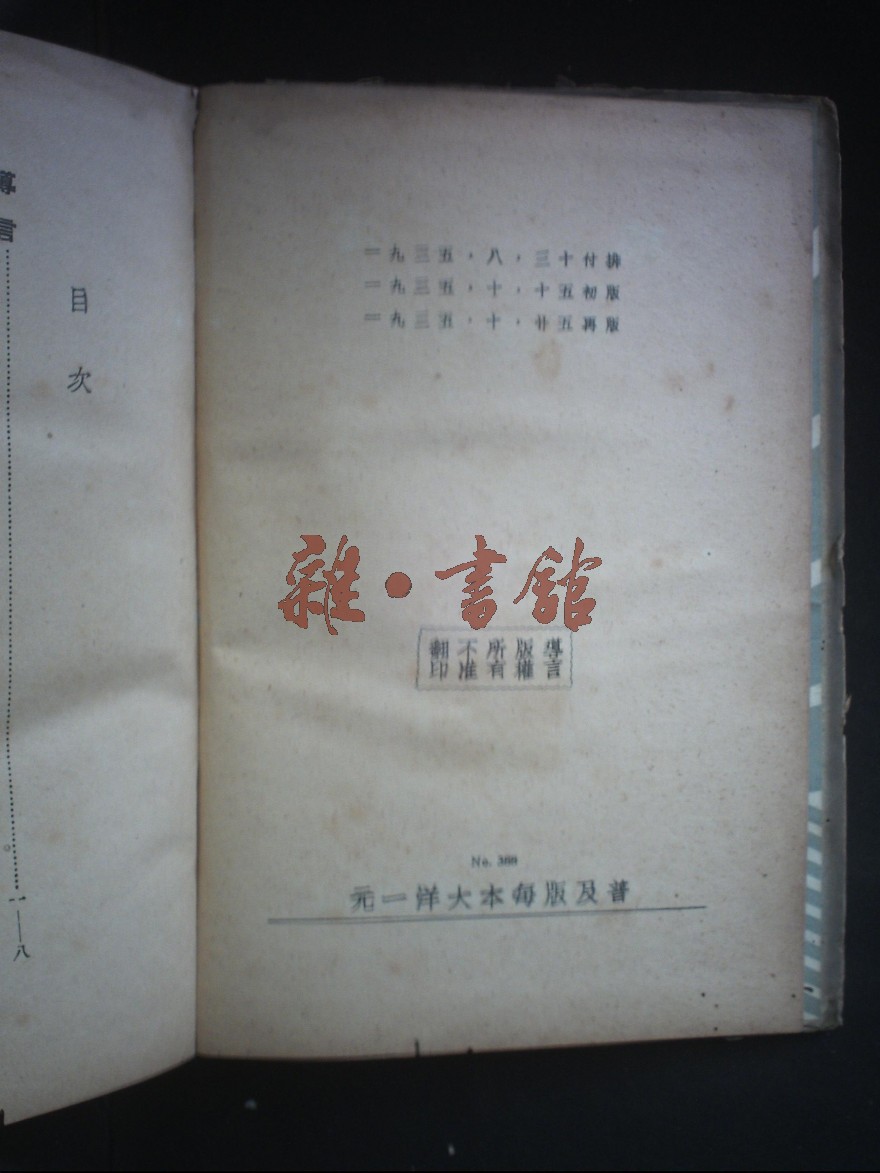 目次
導言……一——八
一九三五，八，三十付排
一九三五，十，十五初版
一九三五，十，廿五再版
雜·書館
導言
版權
所有
不准
翻印
No.
普及版每本大洋一元